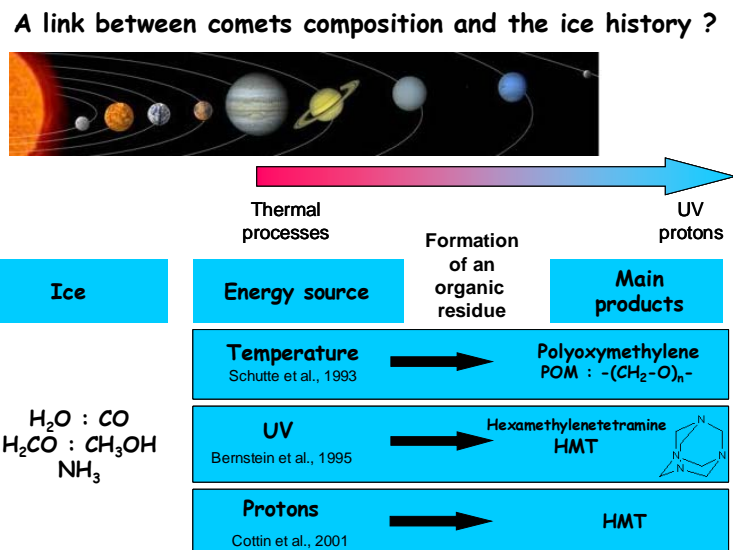 A link between comets composition and the ice history ?
Thermal
processes
UV
protons
Formation
of an
organic
residue
Ice
Energy source
Main
products
H₂O : CO
H₂CO : CH₃OH
NH₃
Temperature
Schutte et al., 1993
Polyoxymethylene
POM : -(CH₂-O)ₙ-
UV
Bernstein et al., 1995
Hexamethylenetetramine
HMT
N
N
N
N
Protons
Cottin et al., 2001
HMT